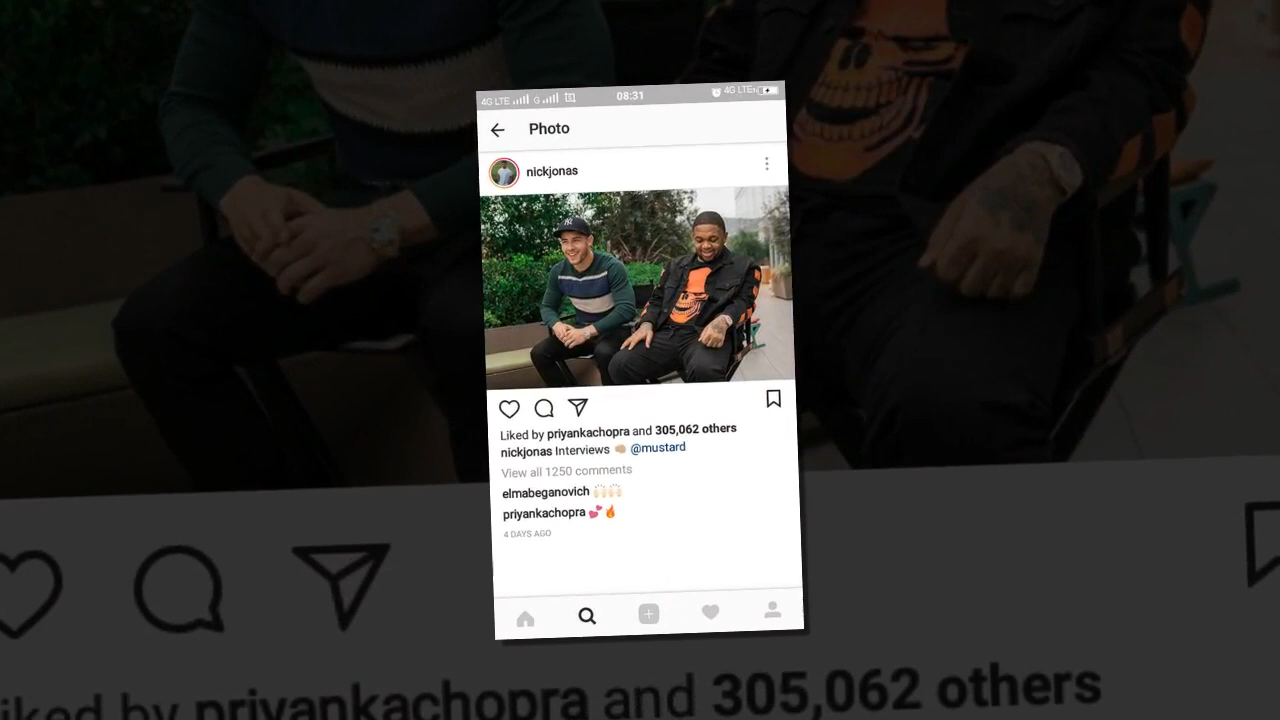 4G LTE G 08:31 4G LTE
Photo
nickjonas
Liked by priyankachopra and 305,062 others
nickjonas Interviews 👊🏼 @mustard
View all 1250 comments
elmabeganovich 🙌🏻🙌🏻
priyankachopra 💕🔥
4 DAYS AGO
iked by priyankachopra and 305,062 others